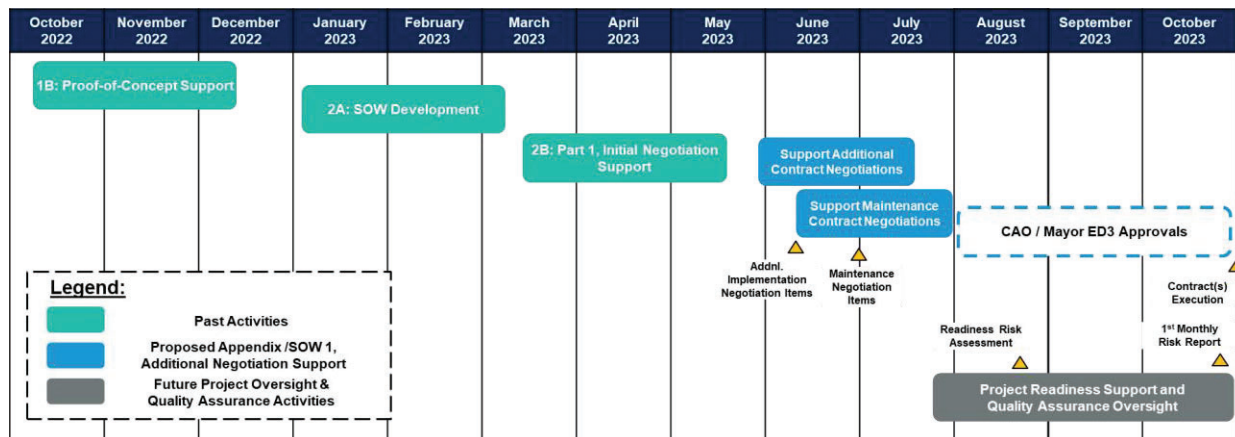 October
2022
November
2022
December
2022
January
2023
February
2023
March
2023
April
2023
May
2023
June
2023
July
2023
August
2023
September
2023
October
2023
1B: Proof-of-Concept Support
2A: SOW Development
2B: Part 1, Initial Negotiation
Support
Support Additional
Contract Negotiations
Support Maintenance
Contract Negotiations
CAO / Mayor ED3 Approvals
Addnl.
Implementation
Negotiation Items
Maintenance
Negotiation
Items
Contract(s)
Execution
Readiness Risk
Assessment
1st Monthly
Risk Report
Project Readiness Support and
Quality Assurance Oversight
Legend:
Past Activities
Proposed Appendix /SOW 1,
Additional Negotiation Support
Future Project Oversight &
Quality Assurance Activities